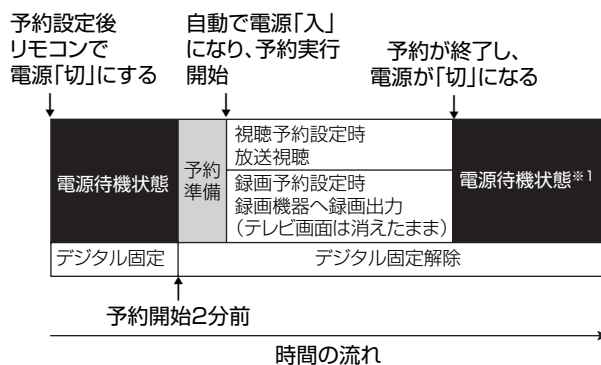 予約設定後
リモコンで
電源「切」にする
自動で電源「入」
になり、予約実行
開始
予約が終了し、
電源が「切」になる
電源待機状態
予約
準備
視聴予約設定時
放送視聴
録画予約設定時
録画機器へ録画出力
（テレビ画面は消えたまま）
電源待機状態※1
デジタル固定
デジタル固定解除
予約開始2分前
時間の流れ